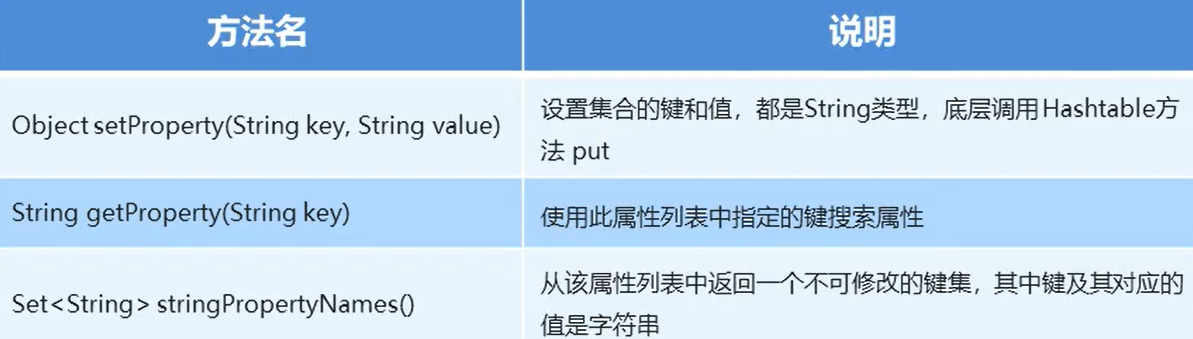 方法名
说明
Object setProperty(String key, String value)
设置集合的键和值，都是String类型，底层调用Hashtable方
法 put
String getProperty(String key)
使用此属性列表中指定的键搜索属性
Set<String> stringPropertyNames()
从该属性列表中返回一个不可修改的键集，其中键及其对应的
值是字符串